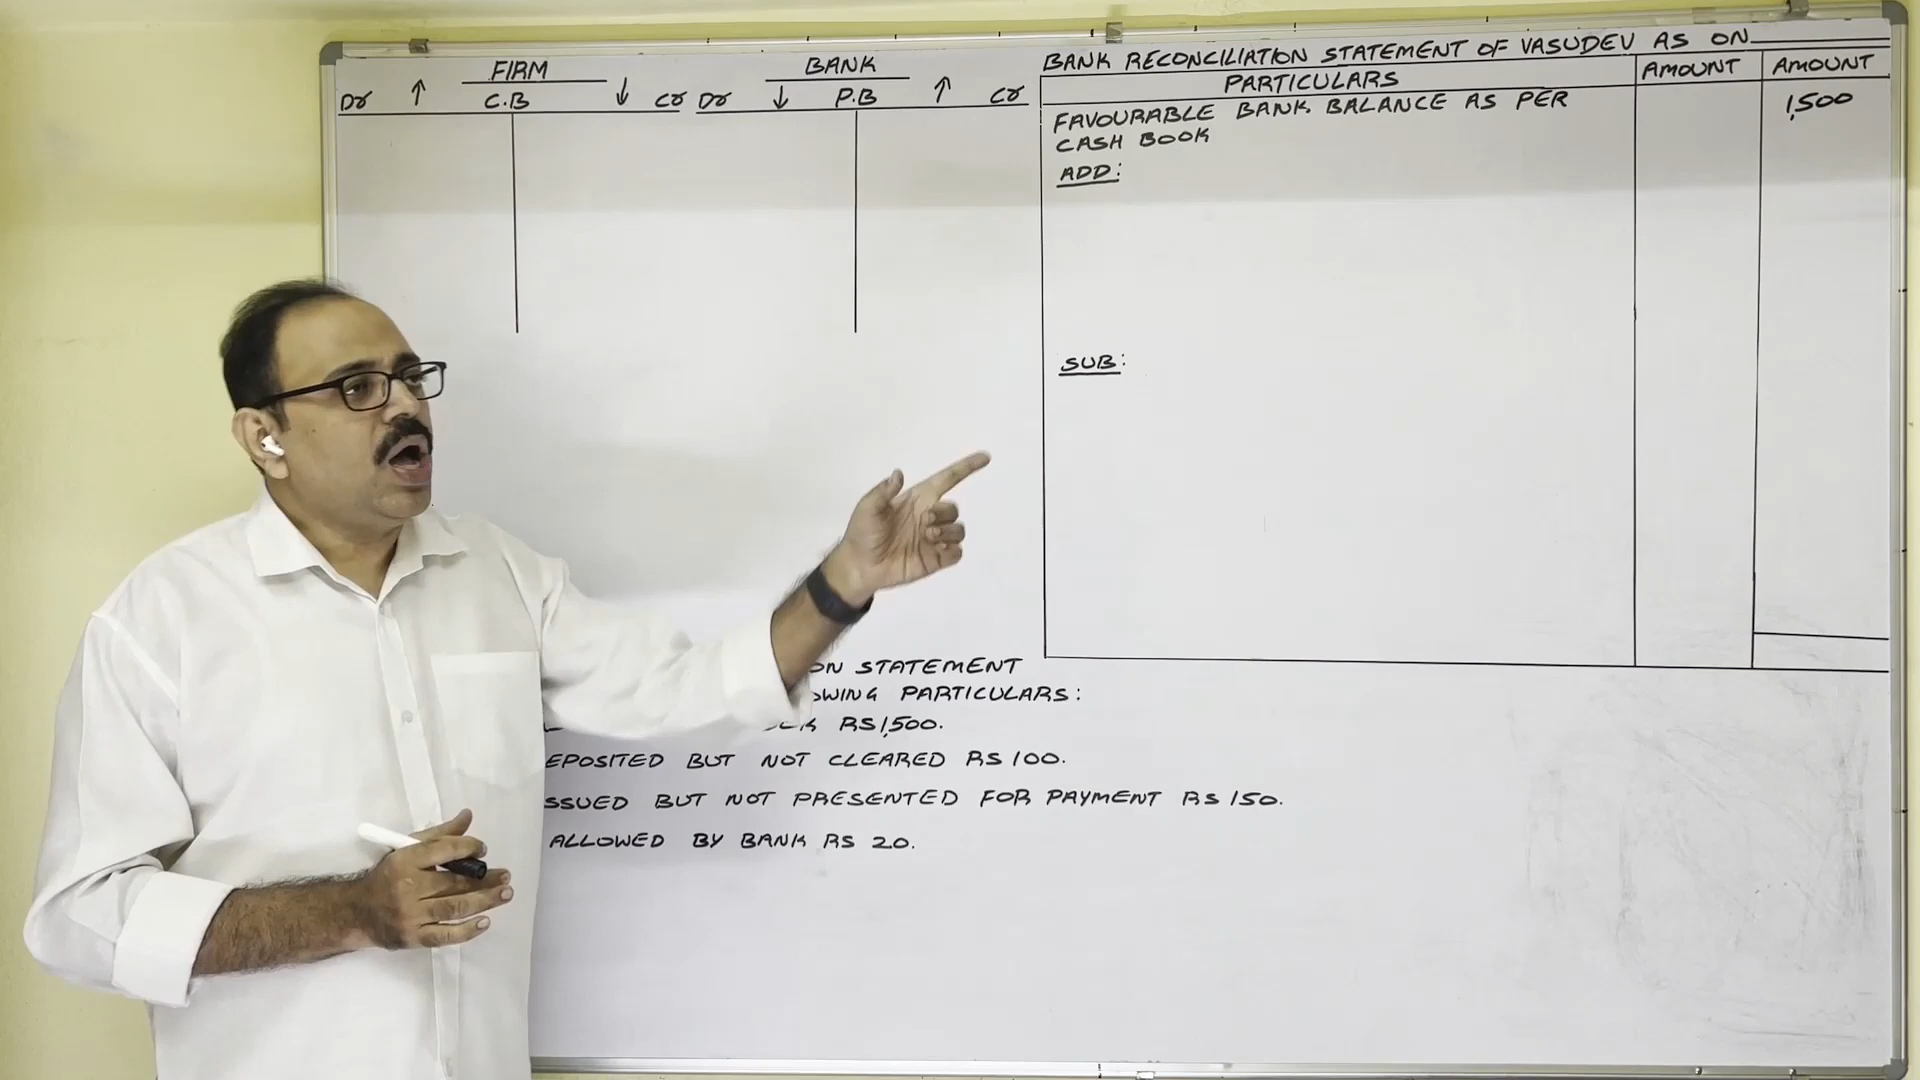 FIRM
Dr ↑ C.B ↓ Cr
BANK
Dr ↓ P.B ↑ Cr
BANK RECONCILIATION STATEMENT OF VASUDEV AS ON
PARTICULARS AMOUNT AMOUNT
FAVOURABLE BANK BALANCE AS PER 1,500
CASH BOOK
ADD:
SUB:
ON STATEMENT
OWING PARTICULARS:
RS 1,500.
EPOSITED BUT NOT CLEARED RS 100.
SSUED BUT NOT PRESENTED FOR PAYMENT RS 150.
ALLOWED BY BANK RS 20.